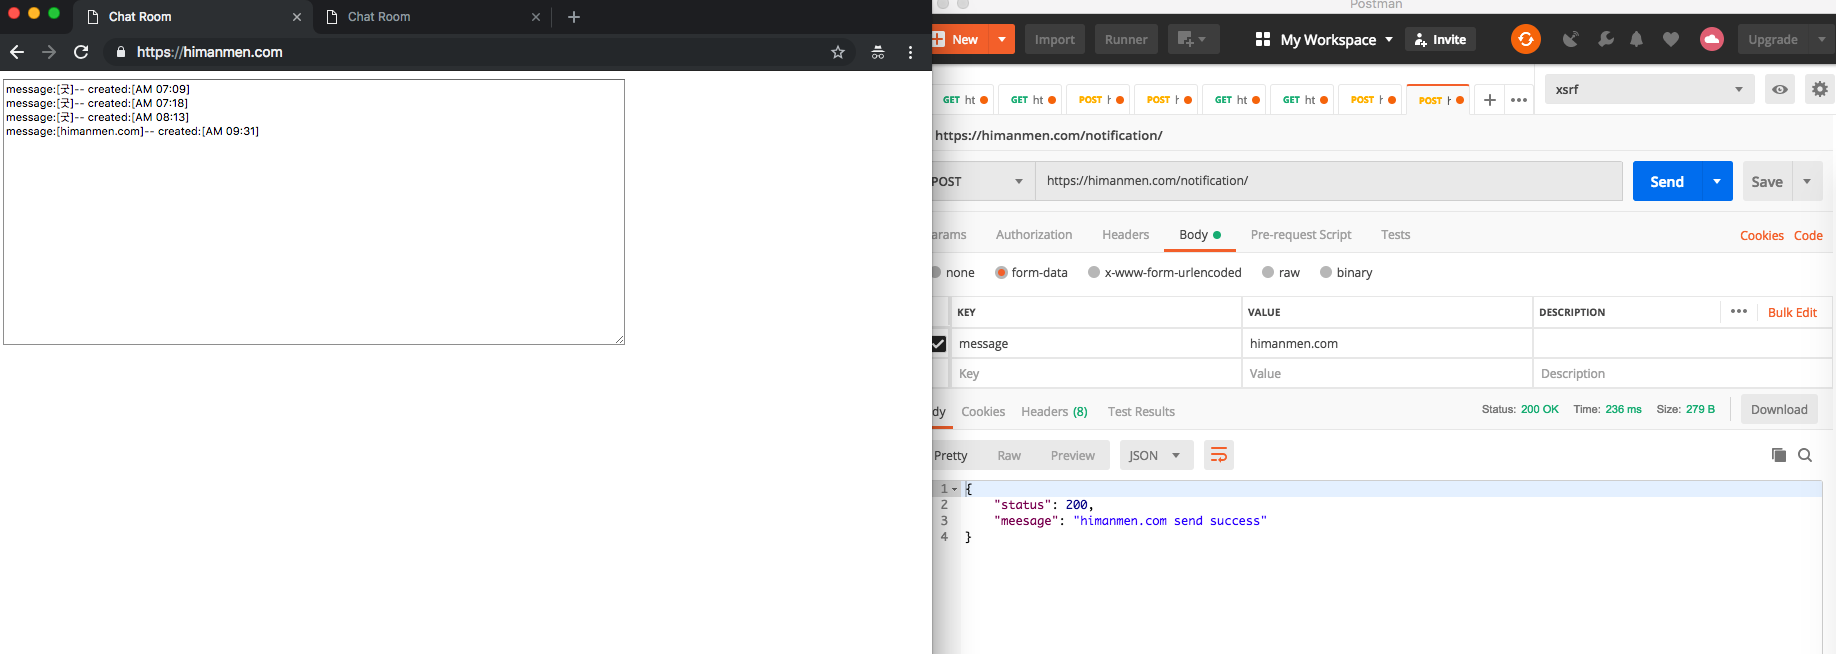 Chat Room
Chat Room
https://himanmen.com
message:[굿]-- created:[AM 07:09]
message:[굿]-- created:[AM 07:18]
message:[굿]-- created:[AM 08:13]
message:[himanmen.com]-- created:[AM 09:31]
Postman
New
Import
Runner
My Workspace
Invite
Upgrade
GET ht
GET ht
POST h
POST h
GET ht
GET ht
POST h
POST h
xsrf
https://himanmen.com/notification/
POST
https://himanmen.com/notification/
Send
Save
arams Authorization Headers Body Pre-request Script Tests
Cookies Code
none form-data x-www-form-urlencoded raw binary
KEY VALUE DESCRIPTION Bulk Edit
message himanmen.com
Key Value Description
dy Cookies Headers (8) Test Results
Status: 200 OK Time: 236 ms Size: 279 B
Download
Pretty Raw Preview JSON
1 {
2 "status": 200,
3 "meesage": "himanmen.com send success"
4 }